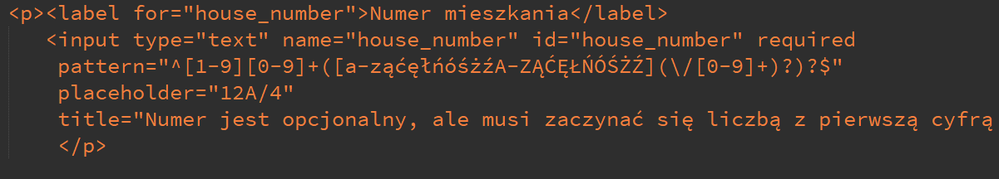 <p><label for="house_number">Numer mieszkania</label>
<input type="text" name="house_number" id="house_number" required
pattern="^[1-9][0-9]+([a-ząćęłńóśżźA-ZĄĆĘŁŃÓŚŻŹ](\/[0-9]+)?)?$"
placeholder="12A/4"
title="Numer jest opcjonalny, ale musi zaczynać się liczbą z pierwszą cyfrą
</p>